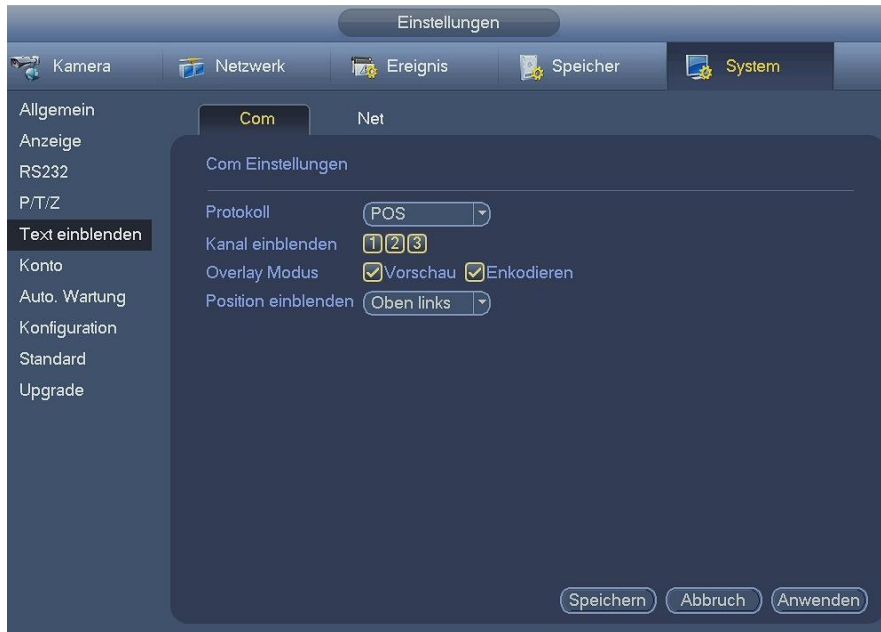 Einstellungen
Kamera Netzwerk Ereignis Speicher System
Allgemein
Anzeige
RS232
P/T/Z
Text einblenden
Konto
Auto. Wartung
Konfiguration
Standard
Upgrade
Com Net
Com Einstellungen
Protokoll POS
Kanal einblenden 1 2 3
Overlay Modus Vorschau Enkodieren
Position einblenden Oben links
Speichern Abbruch Anwenden